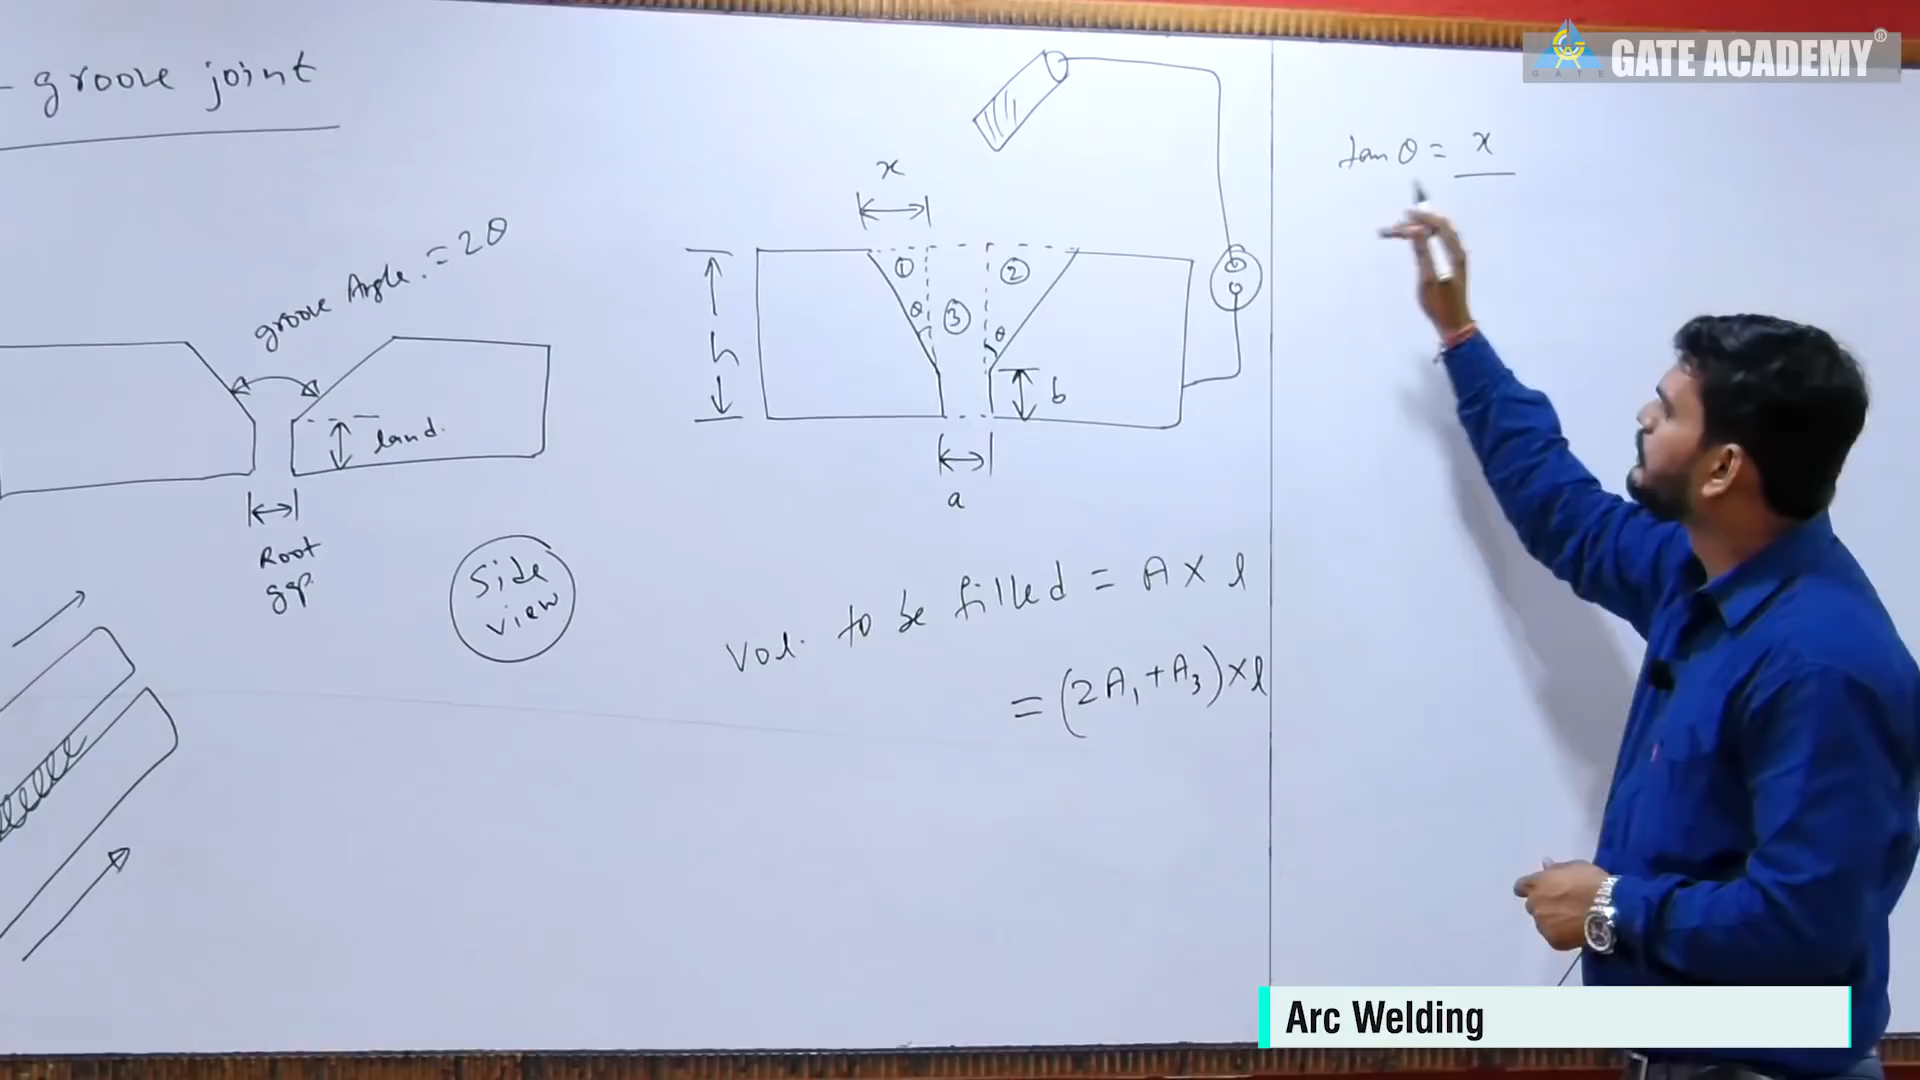 - groove joint
groove Angle. = 2θ
land.
Root
gap.
Side
view
x
① ②
θ ③ θ
h
b
a
Vol. to be filled = A × l
= (2A₁ + A₃) × l
tan θ = x
GATE ACADEMY®
GATE
Arc Welding